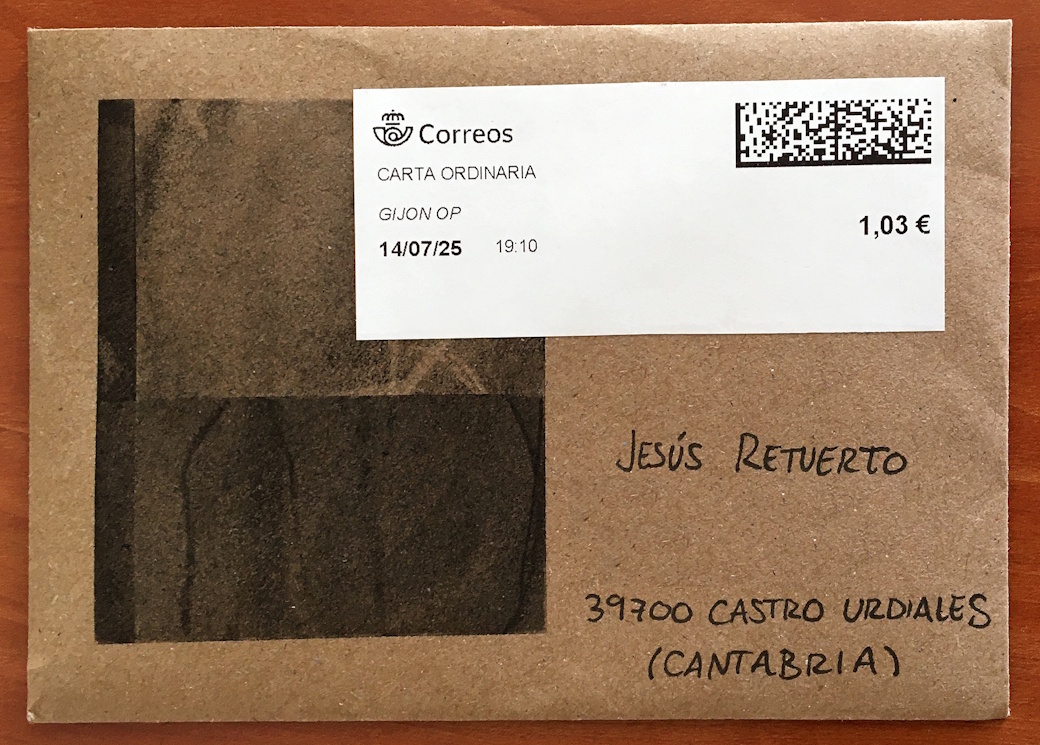 Correos
CARTA ORDINARIA
GIJON OP
14/07/25 19:10
1,03 €
JESÚS RETUERTO
39700 CASTRO URDIALES
(CANTABRIA)